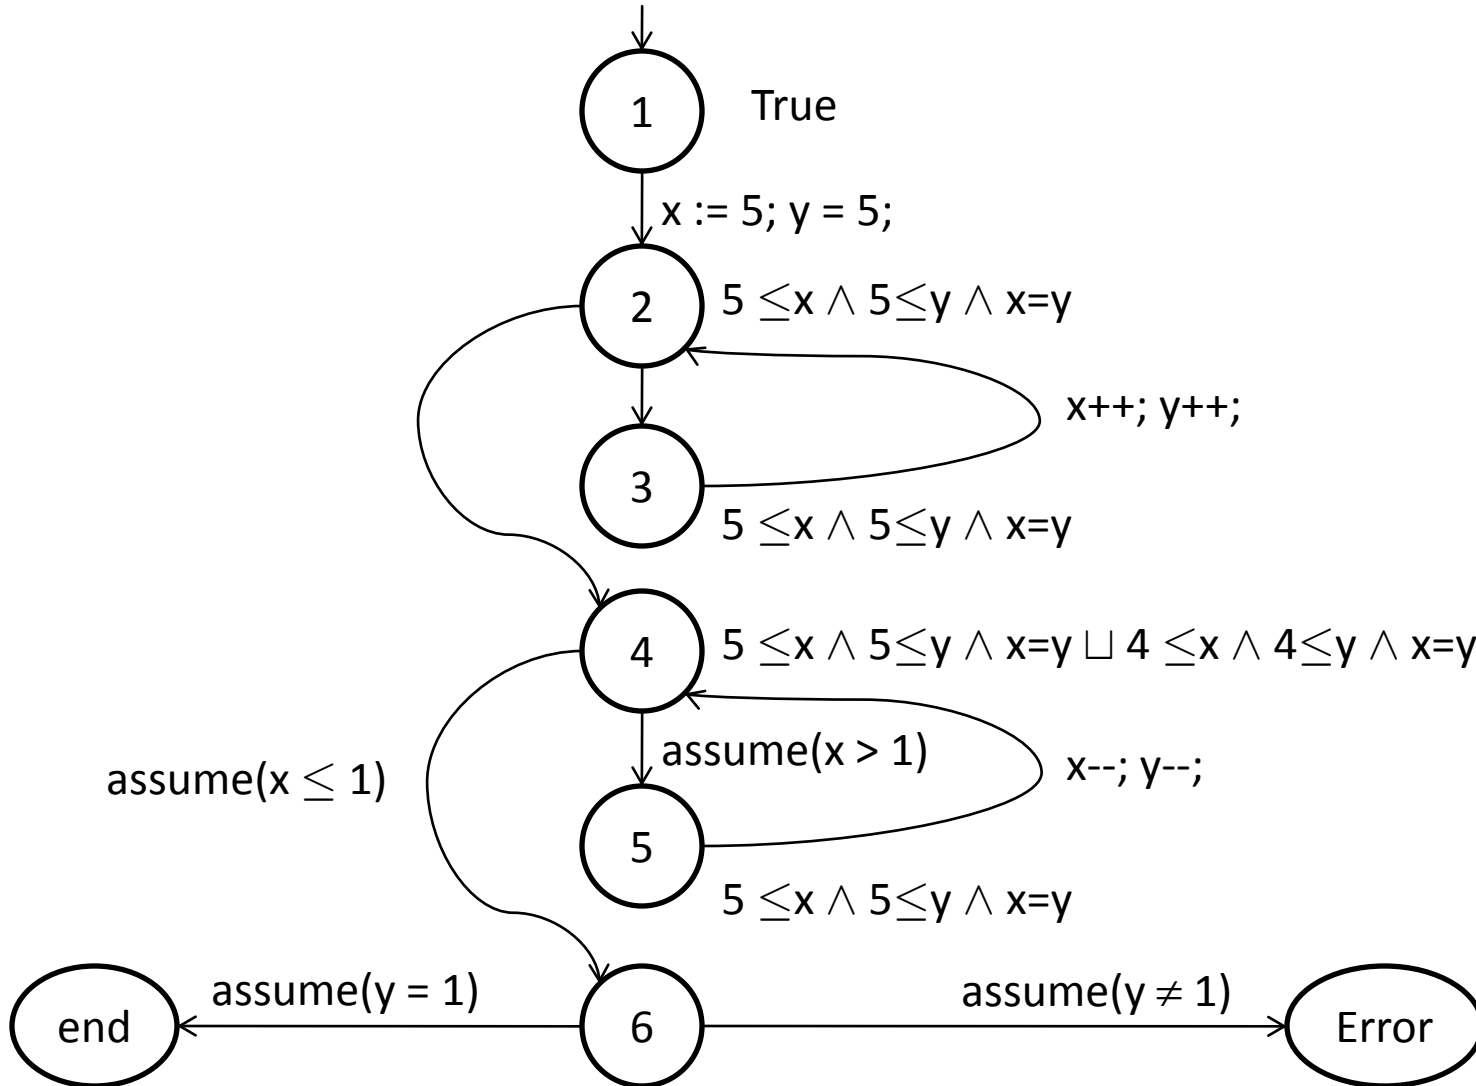 1 True
x := 5; y = 5;
2 5 ≤x ∧ 5≤y ∧ x=y
x++; y++;
3
5 ≤x ∧ 5≤y ∧ x=y
4 5 ≤x ∧ 5≤y ∧ x=y ⊔ 4 ≤x ∧ 4≤y ∧ x=y
assume(x ≤ 1) assume(x > 1) x--; y--;
5
5 ≤x ∧ 5≤y ∧ x=y
assume(y = 1) assume(y ≠ 1)
end 6 Error